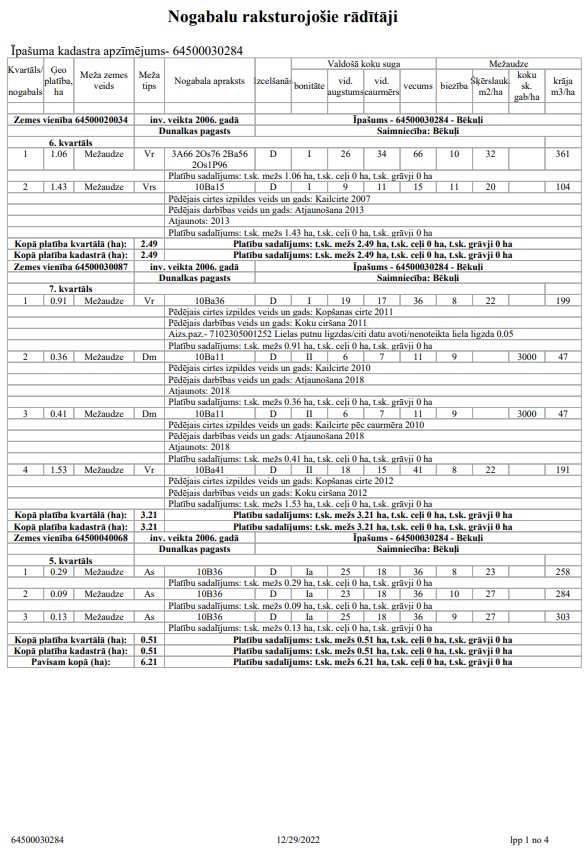 Nogabalu raksturojošie rādītāji
Īpašuma kadastra apzīmējums- 64500030284
Kvartāls/ nogabals Ģeo platība, ha Meža zemes veids Meža tips Nogabala apraksts Izcelšanās Valdošā koku suga Mežaudze
bonitāte vid. augstums vid. caurmērs vecums biezība Šķērslauk. m2/ha koku sk. gab/ha krāja m3/ha
Zemes vienība 64500020034 inv. veikta 2006. gadā Īpašums - 64500030284 - Bēkuļi
Dunalkas pagasts Saimniecība: Bēkuļi
6. kvartāls
1 1.06 Mežaudze Vr 3A66 2Os76 2Ba56 2Os1P96 D I 26 34 66 10 32 361
Platību sadalījums: t.sk. mežs 1.06 ha, t.sk. ceļi 0 ha, t.sk. grāvji 0 ha
2 1.43 Mežaudze Vrs 10Ba15 D I 9 11 15 11 20 104
Pēdējais cirtes izpildes veids un gads: Kailcirte 2007
Pēdējais darbības veids un gads: Atjaunošana 2013
Atjaunots: 2013
Platību sadalījums: t.sk. mežs 1.43 ha, t.sk. ceļi 0 ha, t.sk. grāvji 0 ha
Kopā platība kvartālā (ha): 2.49 Platību sadalījums: t.sk. mežs 2.49 ha, t.sk. ceļi 0 ha, t.sk. grāvji 0 ha
Kopā platība kadastrā (ha): 2.49 Platību sadalījums: t.sk. mežs 2.49 ha, t.sk. ceļi 0 ha, t.sk. grāvji 0 ha
Zemes vienība 64500030087 inv. veikta 2006. gadā Īpašums - 64500030284 - Bēkuļi
Dunalkas pagasts Saimniecība: Bēkuļi
7. kvartāls
1 0.91 Mežaudze Vr 10Ba36 D I 19 17 36 8 22 199
Pēdējais cirtes izpildes veids un gads: Kopšanas cirte 2011
Pēdējais darbības veids un gads: Koku ciršana 2011
Aizs.paz.- 7102305001252 Lielas putnu ligzdas/citi datu avoti/nenoteikta liela ligzda 0.05
Platību sadalījums: t.sk. mežs 0.91 ha, t.sk. ceļi 0 ha, t.sk. grāvji 0 ha
2 0.36 Mežaudze Dm 10Ba11 D II 6 7 11 9 3000 47
Pēdējais cirtes izpildes veids un gads: Kailcirte 2010
Pēdējais darbības veids un gads: Atjaunošana 2018
Atjaunots: 2018
Platību sadalījums: t.sk. mežs 0.36 ha, t.sk. ceļi 0 ha, t.sk. grāvji 0 ha
3 0.41 Mežaudze Dm 10Ba11 D II 6 7 11 9 3000 47
Pēdējais cirtes izpildes veids un gads: Kailcirte pēc caurmēra 2010
Pēdējais darbības veids un gads: Atjaunošana 2018
Atjaunots: 2018
Platību sadalījums: t.sk. mežs 0.41 ha, t.sk. ceļi 0 ha, t.sk. grāvji 0 ha
4 1.53 Mežaudze Vr 10Ba41 D II 18 15 41 8 22 191
Pēdējais cirtes izpildes veids un gads: Kopšanas cirte 2012
Pēdējais darbības veids un gads: Koku ciršana 2012
Platību sadalījums: t.sk. mežs 1.53 ha, t.sk. ceļi 0 ha, t.sk. grāvji 0 ha
Kopā platība kvartālā (ha): 3.21 Platību sadalījums: t.sk. mežs 3.21 ha, t.sk. ceļi 0 ha, t.sk. grāvji 0 ha
Kopā platība kadastrā (ha): 3.21 Platību sadalījums: t.sk. mežs 3.21 ha, t.sk. ceļi 0 ha, t.sk. grāvji 0 ha
Zemes vienība 64500040068 inv. veikta 2006. gadā Īpašums - 64500030284 - Bēkuļi
Dunalkas pagasts Saimniecība: Bēkuļi
5. kvartāls
1 0.29 Mežaudze As 10B36 D Ia 25 18 36 8 23 258
Platību sadalījums: t.sk. mežs 0.29 ha, t.sk. ceļi 0 ha, t.sk. grāvji 0 ha
2 0.09 Mežaudze As 10B36 D Ia 23 18 36 10 27 284
Platību sadalījums: t.sk. mežs 0.09 ha, t.sk. ceļi 0 ha, t.sk. grāvji 0 ha
3 0.13 Mežaudze As 10B36 D Ia 25 18 36 9 27 303
Platību sadalījums: t.sk. mežs 0.13 ha, t.sk. ceļi 0 ha, t.sk. grāvji 0 ha
Kopā platība kvartālā (ha): 0.51 Platību sadalījums: t.sk. mežs 0.51 ha, t.sk. ceļi 0 ha, t.sk. grāvji 0 ha
Kopā platība kadastrā (ha): 0.51 Platību sadalījums: t.sk. mežs 0.51 ha, t.sk. ceļi 0 ha, t.sk. grāvji 0 ha
Pavisam kopā (ha): 6.21 Platību sadalījums: t.sk. mežs 6.21 ha, t.sk. ceļi 0 ha, t.sk. grāvji 0 ha
64500030284 12/29/2022 lpp 1 no 4